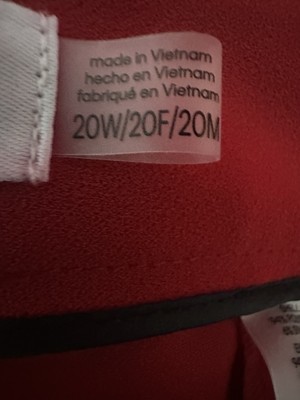 made in Vietnam
hecho en Vietnam
fabriqué en Vietnam
20W/20F/20M